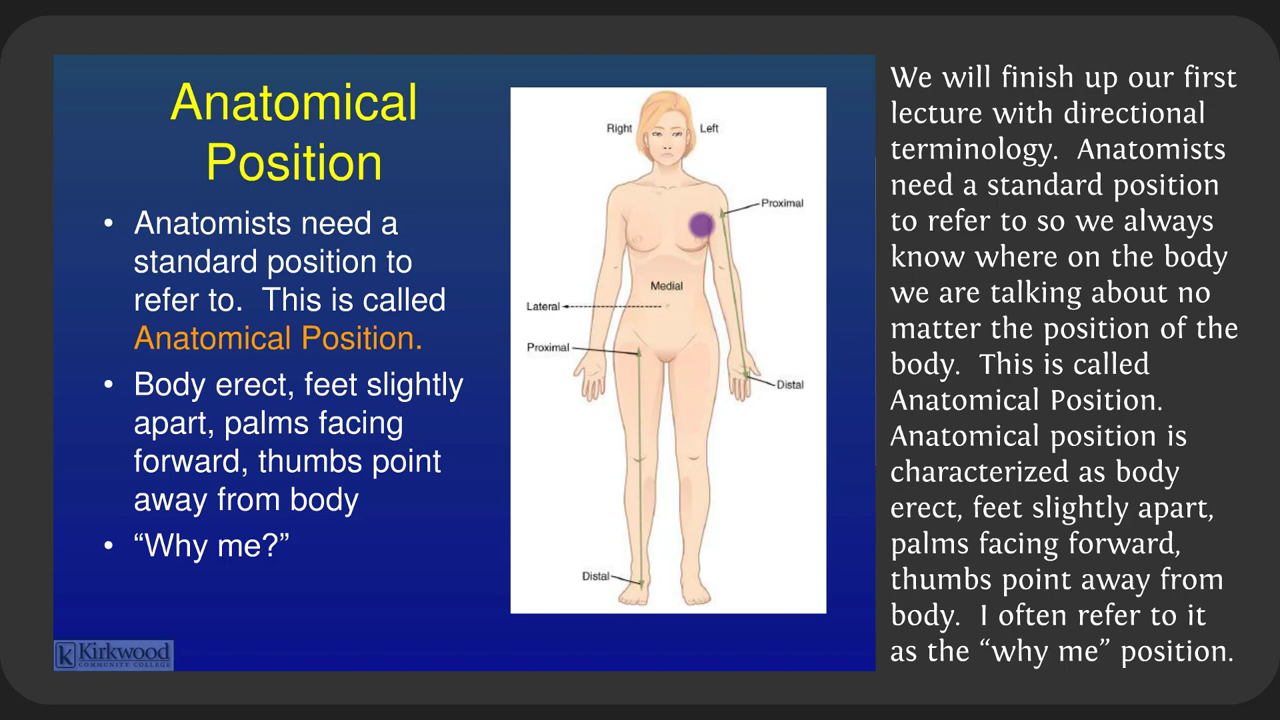 Anatomical
Position
• Anatomists need a
standard position to
refer to.  This is called
Anatomical Position.
• Body erect, feet slightly
apart, palms facing
forward, thumbs point
away from body
• “Why me?”
Right
Left
Proximal
Medial
Lateral
Proximal
Distal
Distal
Kirkwood
COMMUNITY COLLEGE
We will finish up our first
lecture with directional
terminology.  Anatomists
need a standard position
to refer to so we always
know where on the body
we are talking about no
matter the position of the
body.  This is called
Anatomical Position.
Anatomical position is
characterized as body
erect, feet slightly apart,
palms facing forward,
thumbs point away from
body.  I often refer to it
as the “why me” position.